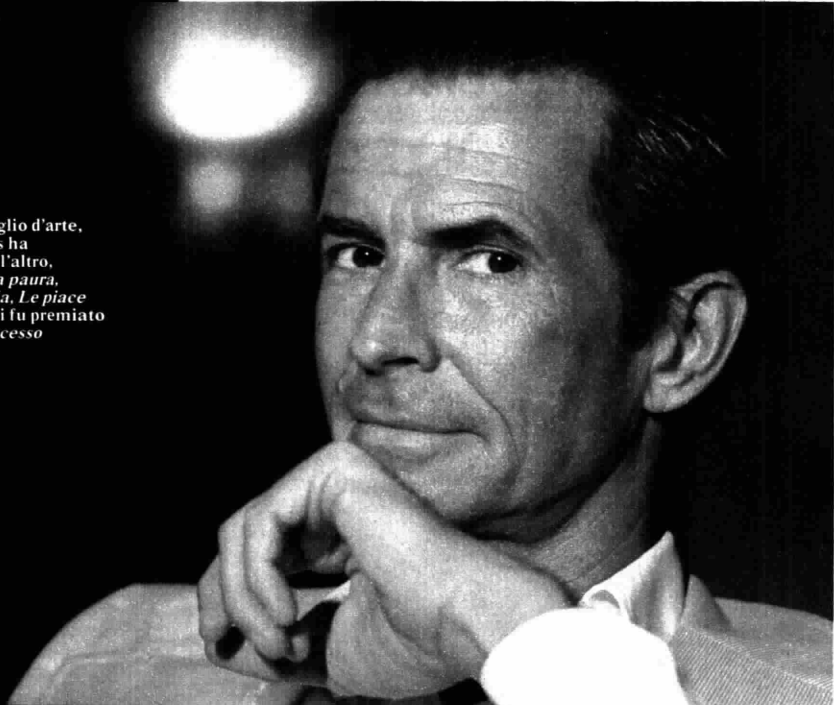 glio d'arte,
s ha
l'altro,
a paura,
a, Le piace
i fu premiato
cesso